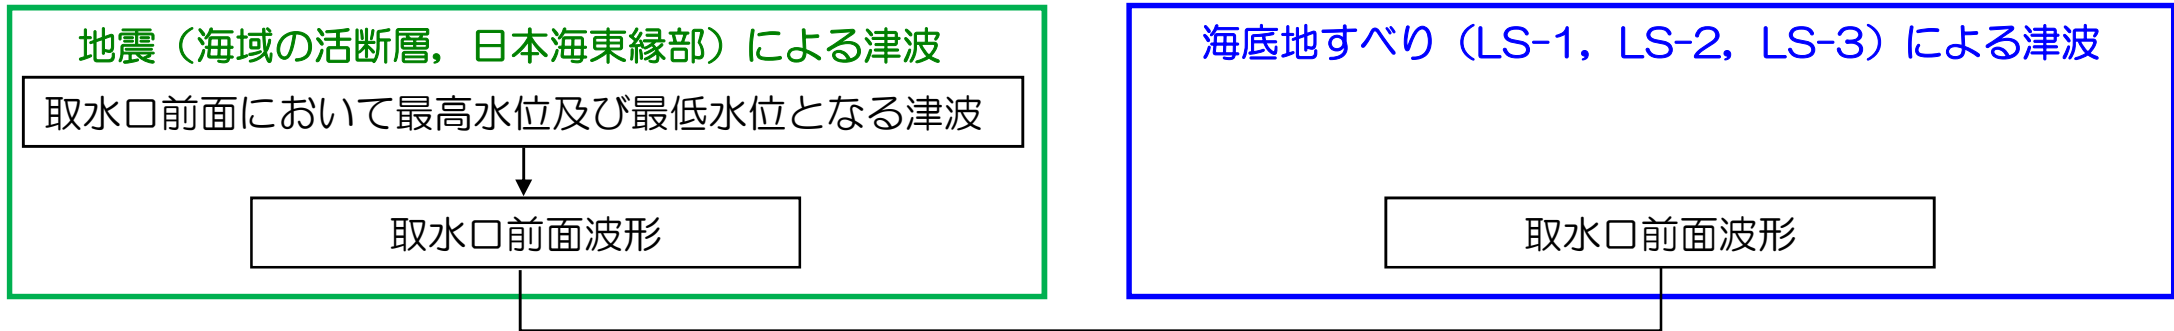 地震（海域の活断層，日本海東縁部）による津波
取水口前面において最高水位及び最低水位となる津波
取水口前面波形
海底地すべり（LS-1，LS-2，LS-3）による津波
取水口前面波形